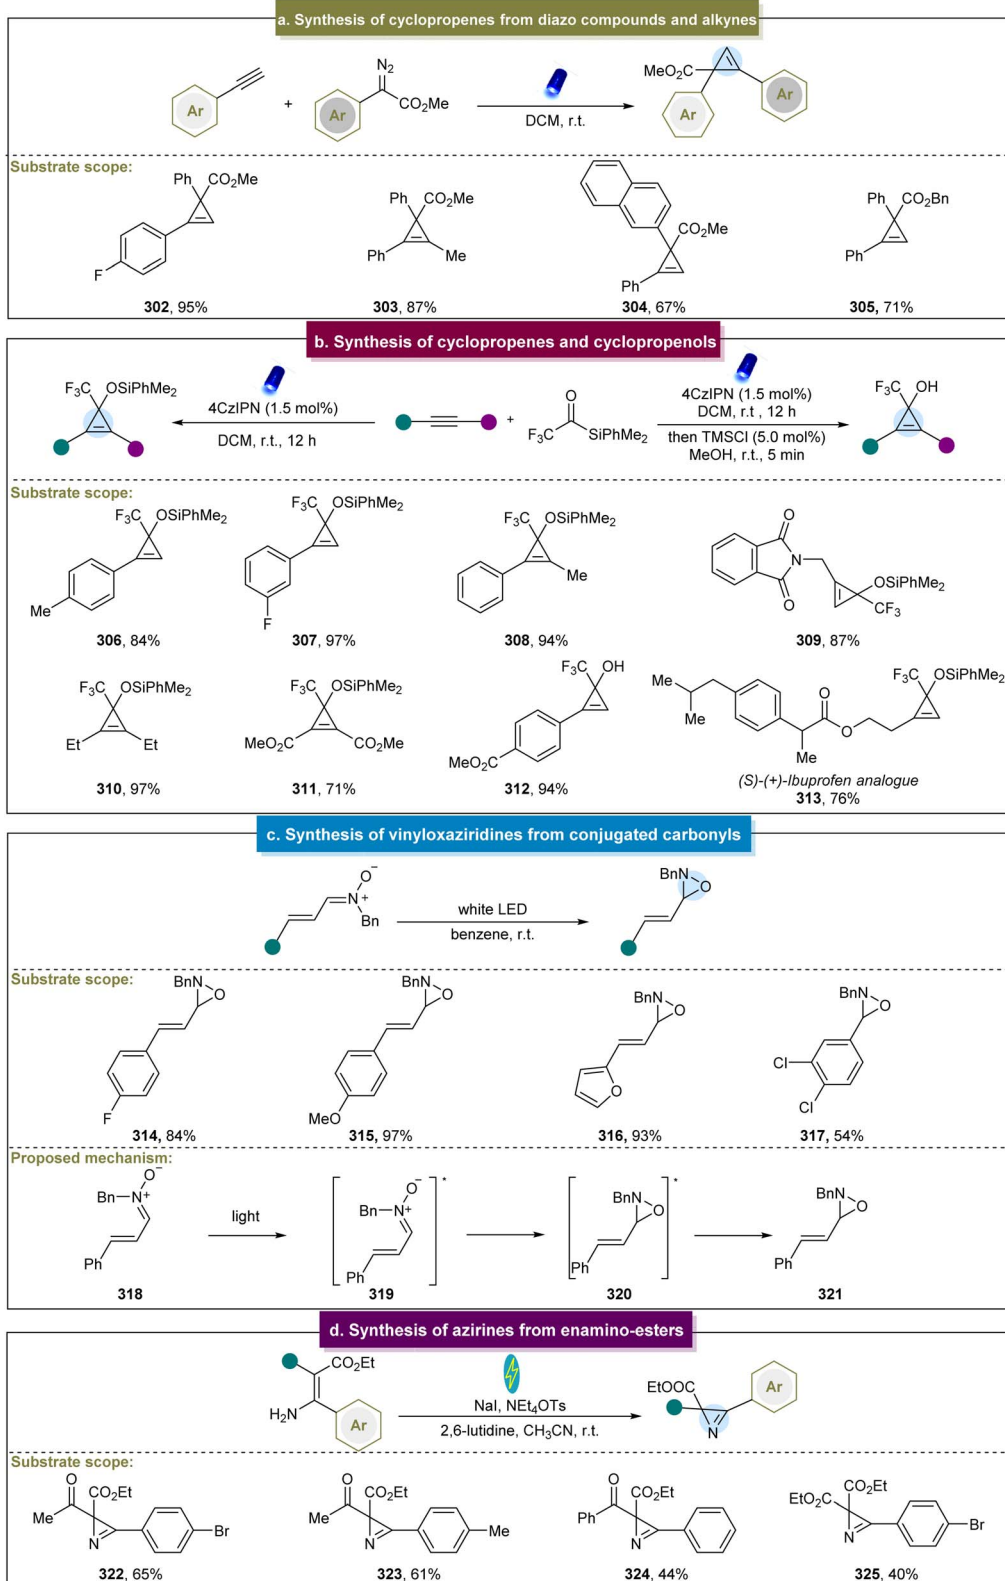 a. Synthesis of cyclopropenes from diazo compounds and alkynes
Ar
+
Ar
N2
CO2Me
DCM, r.t.
MeO2C
Ar
Ar
Substrate scope:
Ph
CO2Me
F
302, 95%
Ph
CO2Me
Ph
Me
303, 87%
CO2Me
Ph
304, 67%
Ph
CO2Bn
Ph
305, 71%
b. Synthesis of cyclopropenes and cyclopropenols
F3C
OSiPhMe2
4CzIPN (1.5 mol%)
DCM, r.t., 12 h
+
O
F3C
SiPhMe2
4CzIPN (1.5 mol%)
DCM, r.t , 12 h
then TMSCl (5.0 mol%)
MeOH, r.t., 5 min
F3C
OH
Substrate scope:
F3C
OSiPhMe2
Me
306, 84%
F3C
OSiPhMe2
F
307, 97%
F3C
OSiPhMe2
Me
308, 94%
O
N
O
OSiPhMe2
CF3
309, 87%
F3C
OSiPhMe2
Et
Et
310, 97%
F3C
OSiPhMe2
MeO2C
CO2Me
311, 71%
F3C
OH
MeO2C
312, 94%
Me
Me
O
O
Me
F3C
OSiPhMe2
(S)-(+)-Ibuprofen analogue
313, 76%
c. Synthesis of vinyloxaziridines from conjugated carbonyls
O−
N+
Bn
white LED
benzene, r.t.
BnN
O
Substrate scope:
BnN
O
F
314, 84%
BnN
O
MeO
315, 97%
BnN
O
O
316, 93%
BnN
O
Cl
Cl
317, 54%
Proposed mechanism:
O−
Bn
N+
Ph
318
light
O−
Bn
N+
Ph
*
319
BnN
O
Ph
*
320
BnN
O
Ph
321
d. Synthesis of azirines from enamino-esters
CO2Et
H2N
Ar
NaI, NEt4OTs
2,6-lutidine, CH3CN, r.t.
EtOOC
N
Ar
Substrate scope:
O
CO2Et
Me
N
Br
322, 65%
O
CO2Et
Me
N
Me
323, 61%
O
CO2Et
Ph
N
324, 44%
CO2Et
EtO2C
N
Br
325, 40%